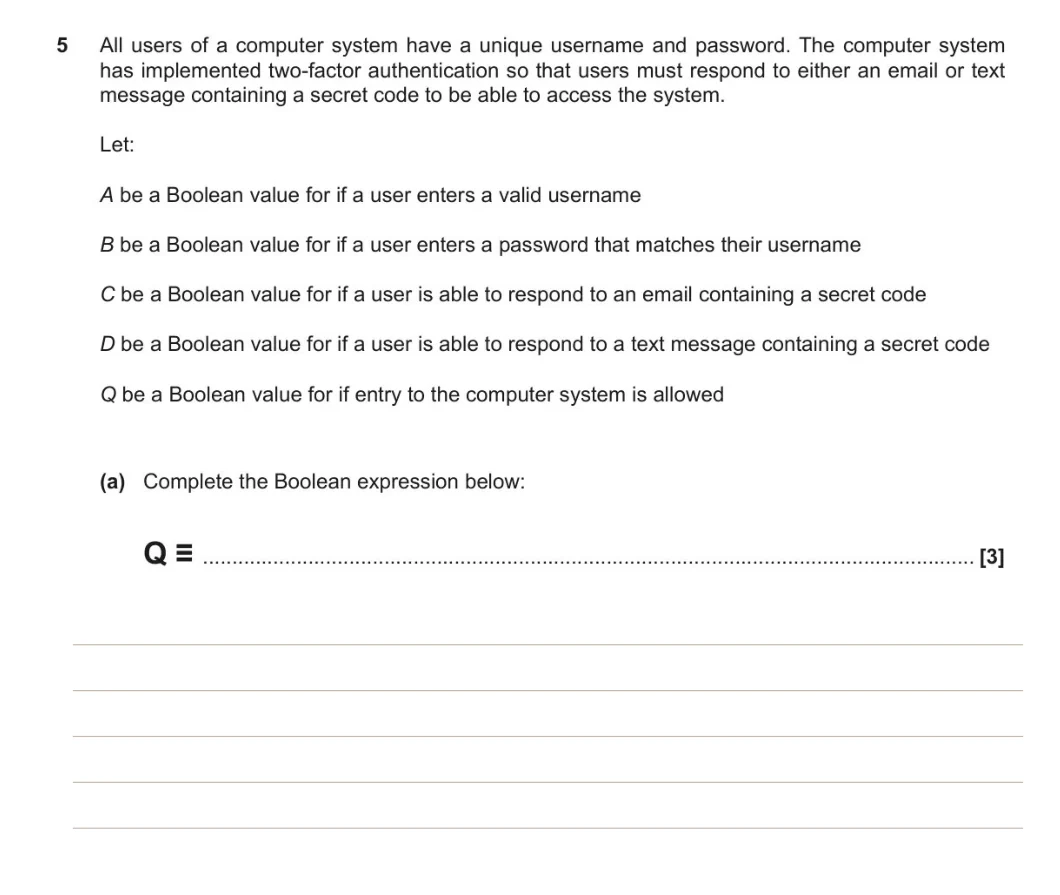 5 All users of a computer system have a unique username and password. The computer system
has implemented two-factor authentication so that users must respond to either an email or text
message containing a secret code to be able to access the system.
Let:
A be a Boolean value for if a user enters a valid username
B be a Boolean value for if a user enters a password that matches their username
C be a Boolean value for if a user is able to respond to an email containing a secret code
D be a Boolean value for if a user is able to respond to a text message containing a secret code
Q be a Boolean value for if entry to the computer system is allowed
(a) Complete the Boolean expression below:
Q ≡ ........................................................................................................................ [3]